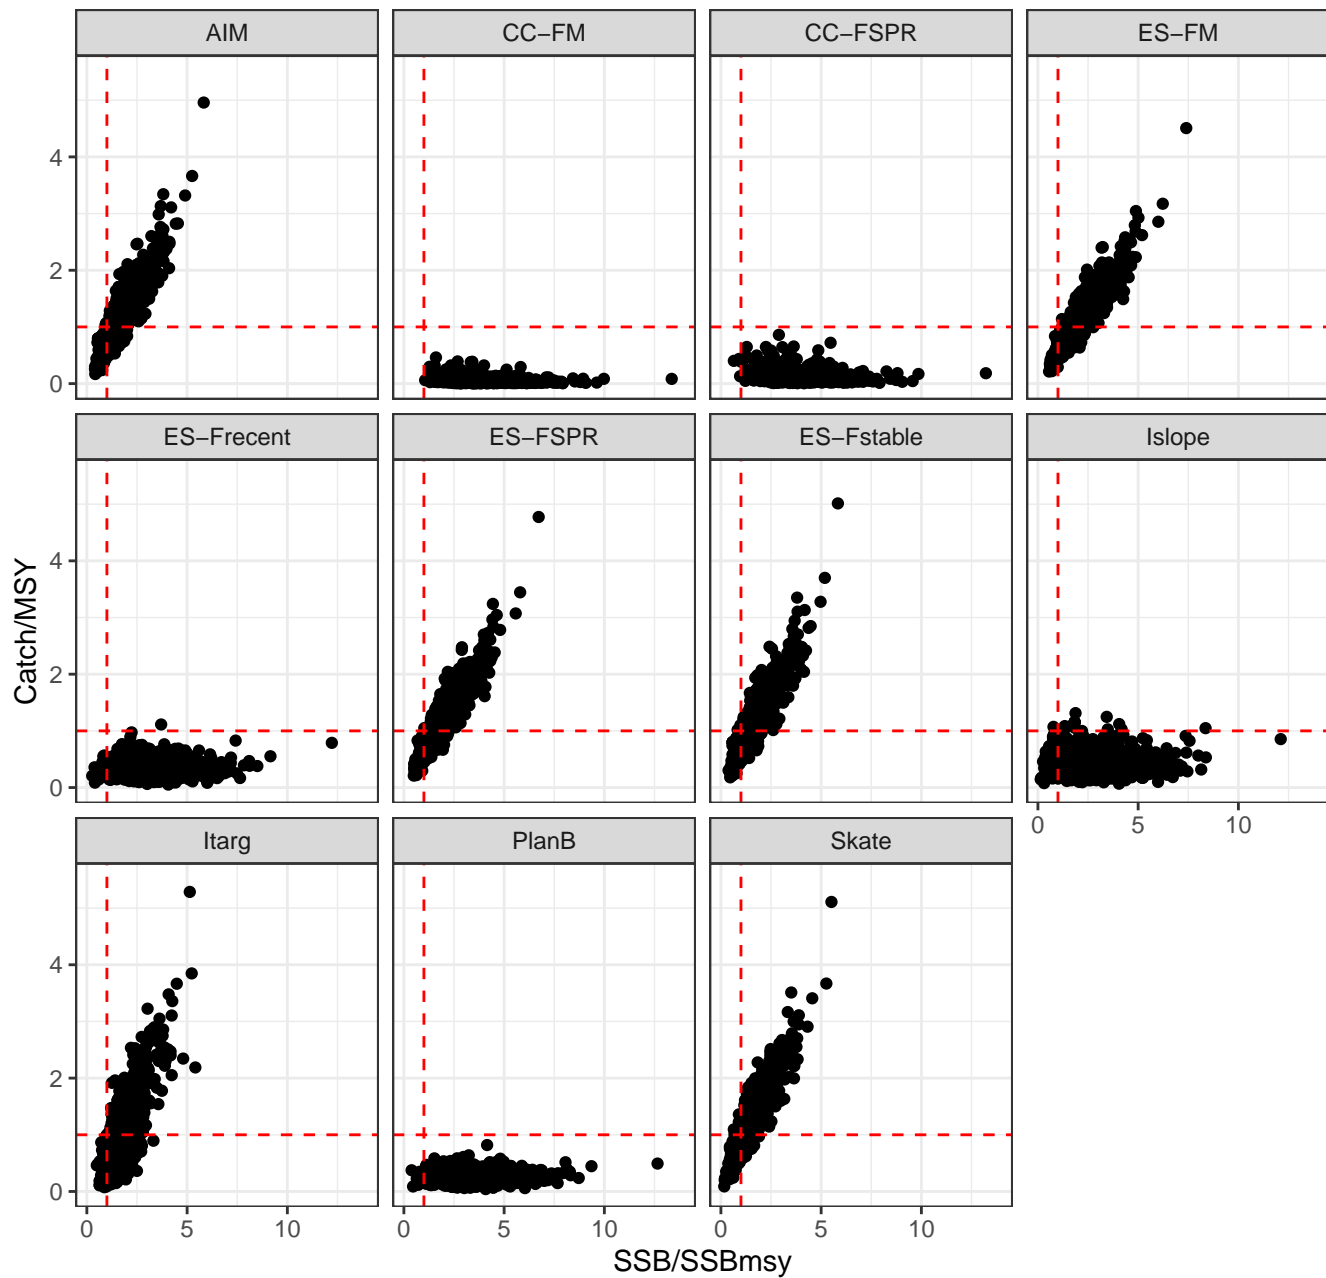 AIM CC−FM CC−FSPR ES−FM
4
2
0
ES−Frecent ES−FSPR ES−Fstable Islope
4
2
0
0 5 10
Itarg PlanB Skate
4
2
0
0 5 10 0 5 10 0 5 10
SSB/SSBmsy
Catch/MSY